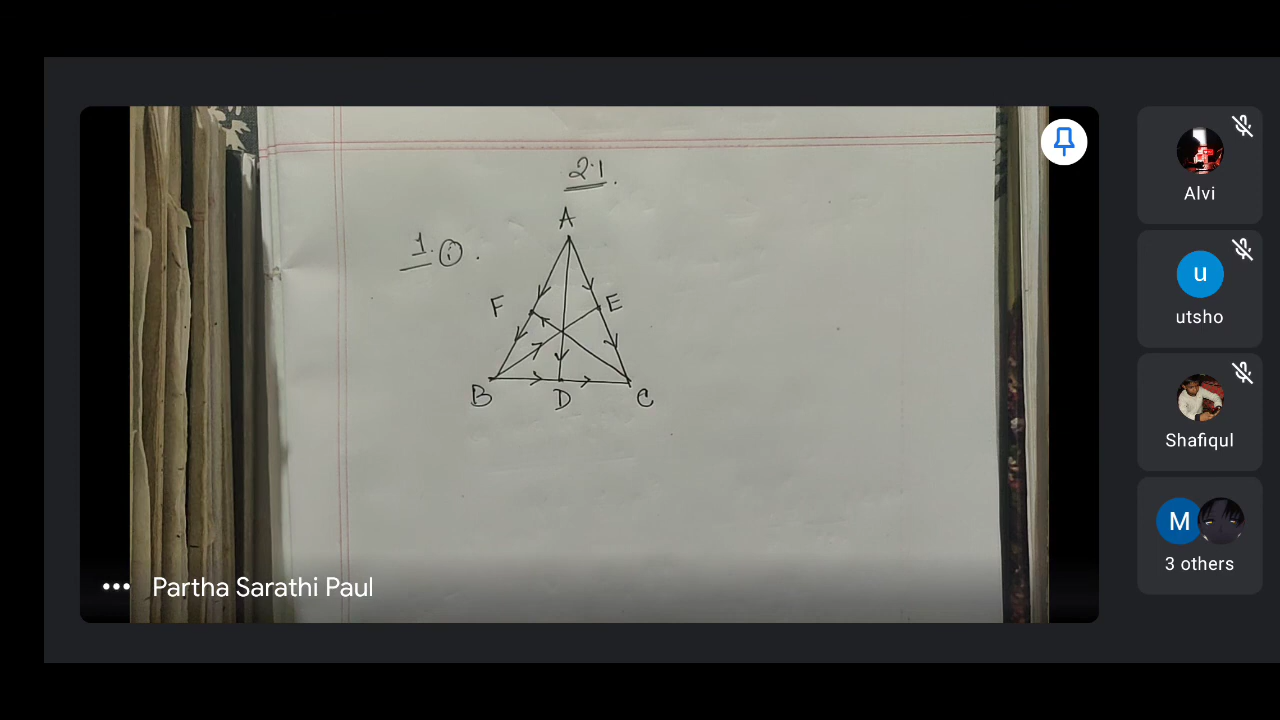 2.1.
A
1. (i).
F
E
B
D
C
Partha Sarathi Paul
Alvi
u
utsho
Shafiqul
M
3 others